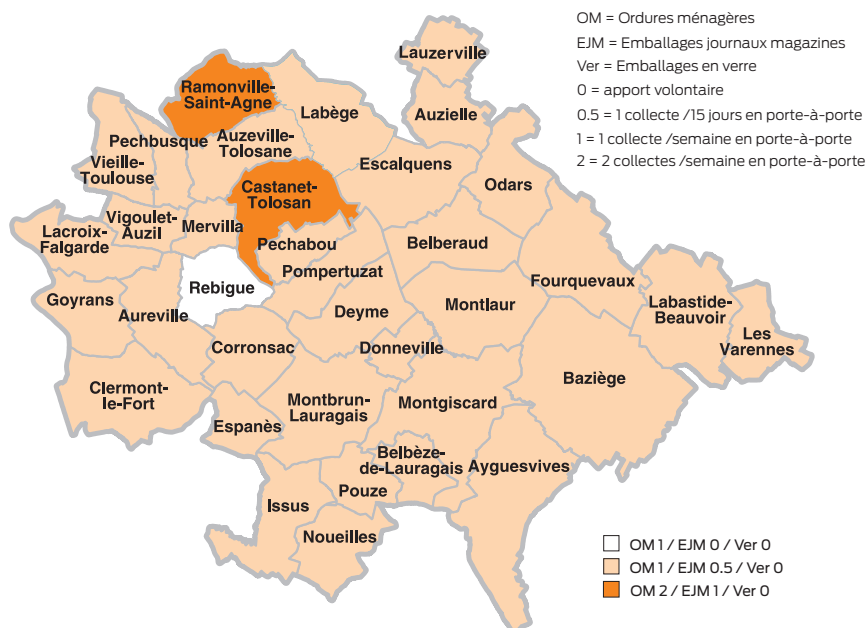 OM = Ordures ménagères
EJM = Emballages journaux magazines
Ver = Emballages en verre
0 = apport volontaire
0.5 = 1 collecte /15 jours en porte-à-porte
1 = 1 collecte /semaine en porte-à-porte
2 = 2 collectes /semaine en porte-à-porte
Lauzerville
Ramonville-
Saint-Agne
Labège
Auzielle
Pechbusque
Auzeville-
Tolosane
Vieille-
Toulouse
Escalquens
Castanet-
Tolosan
Odars
Vigoulet-
Auzil
Mervilla
Lacroix-
Falgarde
Pechabou
Belberaud
Pompertuzat
Rebigue
Fourquevaux
Goyrans
Aureville
Deyme
Montlaur
Labastide-
Beauvoir
Les
Varennes
Corronsac
Donneville
Baziège
Clermont-
le-Fort
Montbrun-
Lauragais
Montgiscard
Espanès
Belbèze-
de-Lauragais
Ayguesvives
Pouze
Issus
Noueilles
OM 1 / EJM 0 / Ver 0
OM 1 / EJM 0.5 / Ver 0
OM 2 / EJM 1 / Ver 0